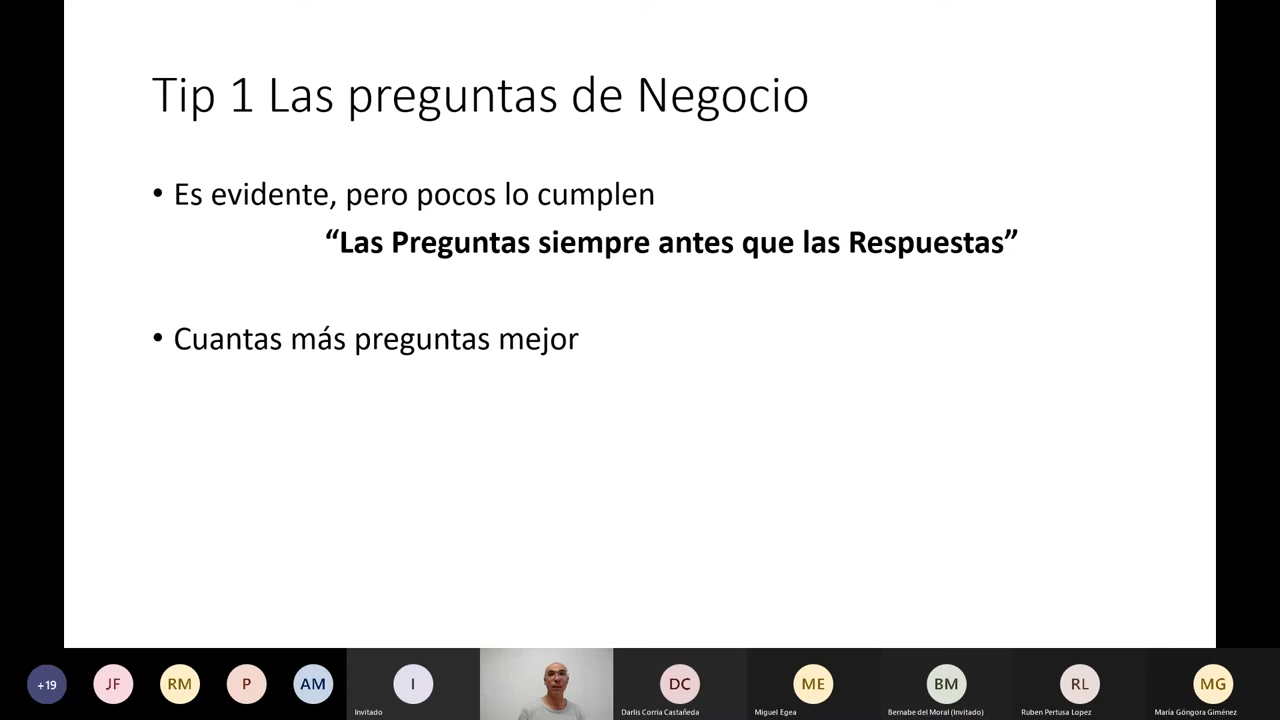 Tip 1 Las preguntas de Negocio
• Es evidente, pero pocos lo cumplen
“Las Preguntas siempre antes que las Respuestas”
• Cuantas más preguntas mejor
+19
JF
RM
P
AM
I
Invitado
DC
Darlis Corria Castañeda
ME
Miguel Egea
BM
Bernabe del Moral (Invitado)
RL
Ruben Pertusa Lopez
MG
María Góngora Giménez